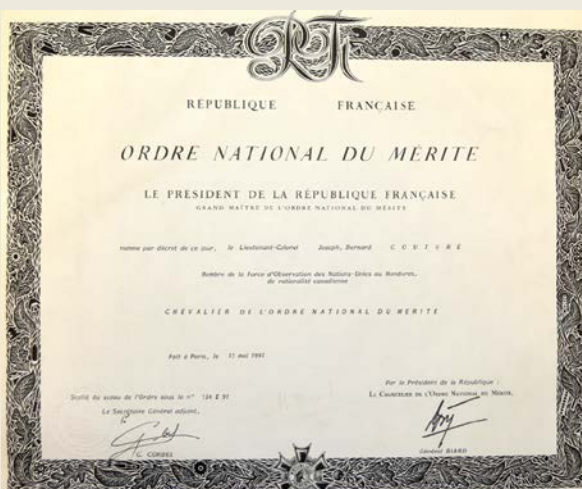 RF
RÉPUBLIQUE FRANÇAISE
ORDRE NATIONAL DU MÉRITE
LE PRÉSIDENT DE LA RÉPUBLIQUE FRANÇAISE
GRAND MAÎTRE DE L'ORDRE NATIONAL DU MÉRITE
nomme par décret de ce jour, le Lieutenant-Colonel Joseph, Bernard COUTURE
Membre de la Force d'Observation des Nations-Unies au Honduras,
de nationalité canadienne
CHEVALIER DE L'ORDRE NATIONAL DU MÉRITE
Fait à Paris, le mai 1991
Scellé du sceau de l'Ordre sous le n° 134 E 91
Le Secrétaire Général adjoint,
G. CORBEL
Par le Président de la République :
LE CHANCELIER DE L'ORDRE NATIONAL DU MÉRITE,
Général BIARD